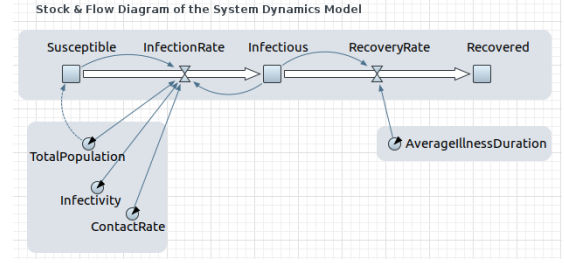 Stock & Flow Diagram of the System Dynamics Model
Susceptible InfectionRate Infectious RecoveryRate Recovered
TotalPopulation
AverageIllnessDuration
Infectivity
ContactRate